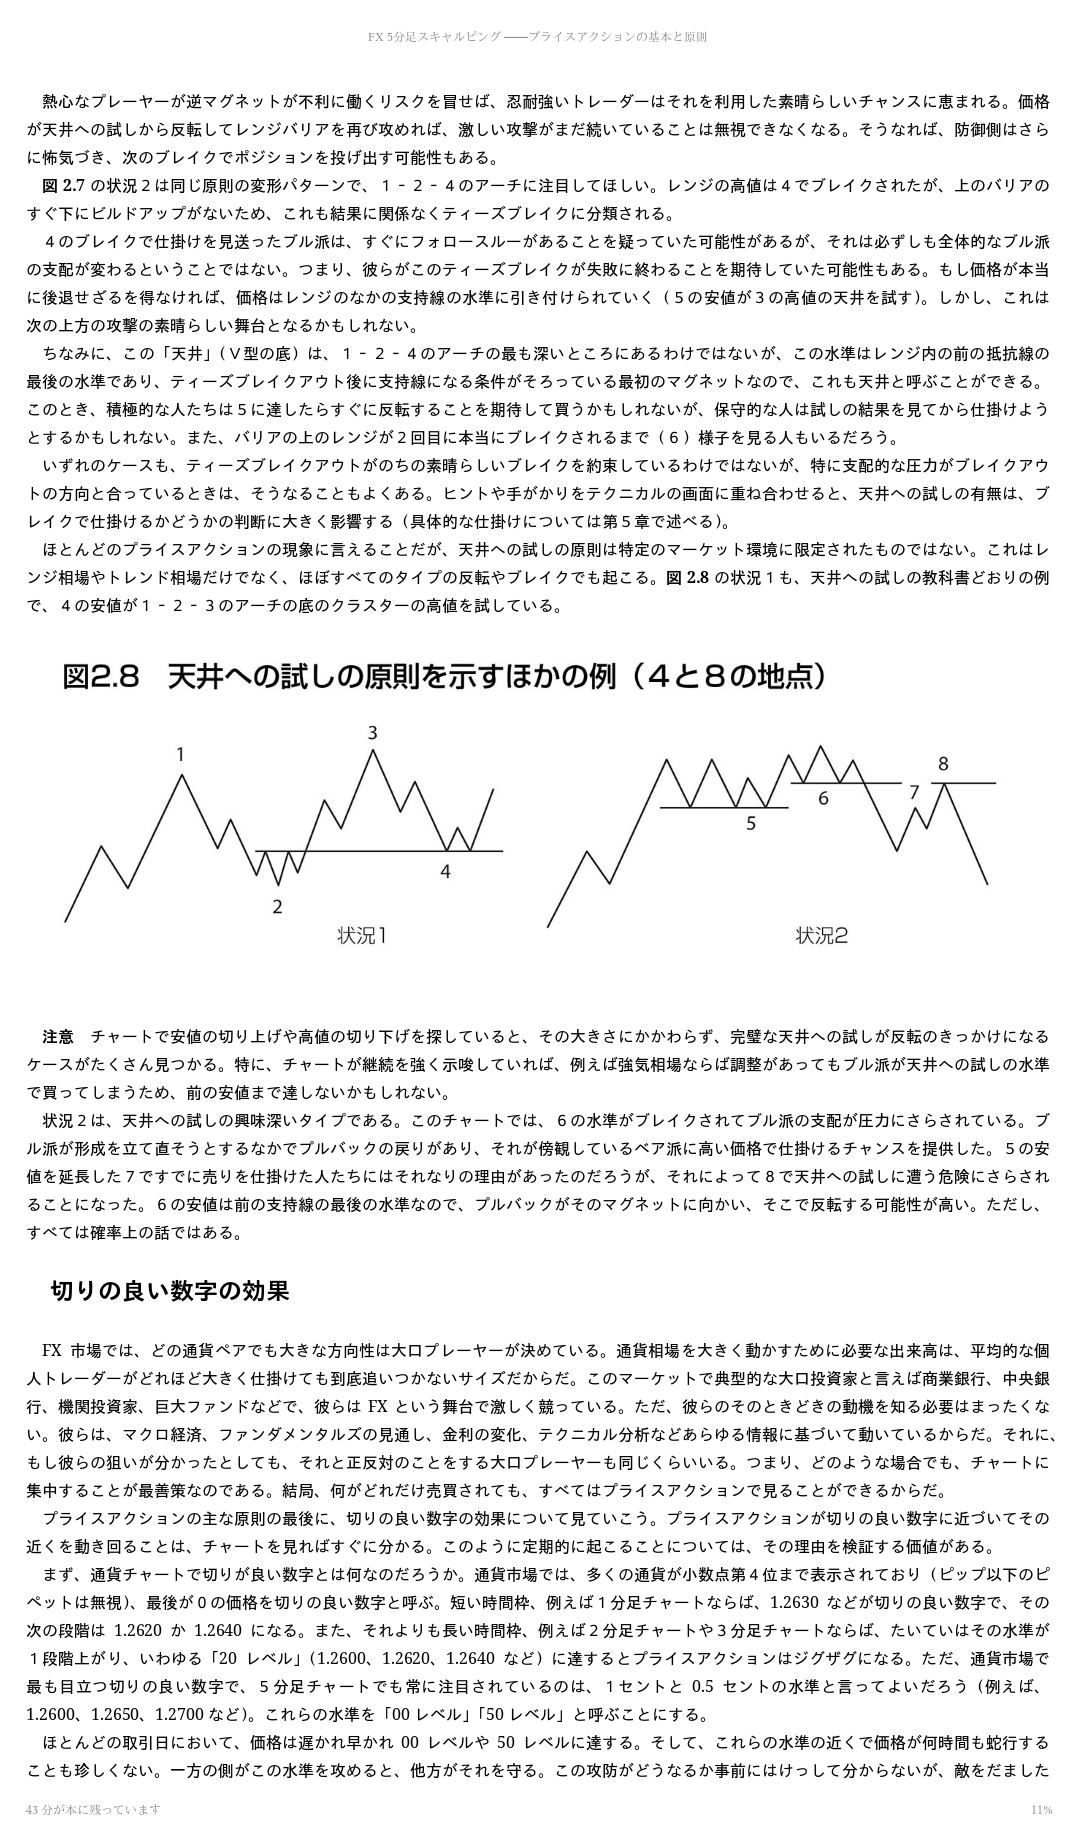 FX 5分足スキャルピング ――プライスアクションの基本と原則
熱心なプレーヤーが逆マグネットが不利に働くリスクを冒せば、忍耐強いトレーダーはそれを利用した素晴らしいチャンスに恵まれる。価格
が天井への試しから反転してレンジバリアを再び攻めれば、激しい攻撃がまだ続いていることは無視できなくなる。そうなれば、防御側はさら
に怖気づき、次のブレイクでポジションを投げ出す可能性もある。
図 2.7 の状況２は同じ原則の変形パターンで、１‐２‐４のアーチに注目してほしい。レンジの高値は４でブレイクされたが、上のバリアの
すぐ下にビルドアップがないため、これも結果に関係なくティーズブレイクに分類される。
４のブレイクで仕掛けを見送ったブル派は、すぐにフォロースルーがあることを疑っていた可能性があるが、それは必ずしも全体的なブル派
の支配が変わるということではない。つまり、彼らがこのティーズブレイクが失敗に終わることを期待していた可能性もある。もし価格が本当
に後退せざるを得なければ、価格はレンジのなかの支持線の水準に引き付けられていく（５の安値が３の高値の天井を試す）。しかし、これは
次の上方の攻撃の素晴らしい舞台となるかもしれない。
ちなみに、この「天井」（Ｖ型の底）は、１‐２‐４のアーチの最も深いところにあるわけではないが、この水準はレンジ内の前の抵抗線の
最後の水準であり、ティーズブレイクアウト後に支持線になる条件がそろっている最初のマグネットなので、これも天井と呼ぶことができる。
このとき、積極的な人たちは５に達したらすぐに反転することを期待して買うかもしれないが、保守的な人は試しの結果を見てから仕掛けよう
とするかもしれない。また、バリアの上のレンジが２回目に本当にブレイクされるまで（６）様子を見る人もいるだろう。
いずれのケースも、ティーズブレイクアウトがのちの素晴らしいブレイクを約束しているわけではないが、特に支配的な圧力がブレイクアウ
トの方向と合っているときは、そうなることもよくある。ヒントや手がかりをテクニカルの画面に重ね合わせると、天井への試しの有無は、ブ
レイクで仕掛けるかどうかの判断に大きく影響する（具体的な仕掛けについては第５章で述べる）。
ほとんどのプライスアクションの現象に言えることだが、天井への試しの原則は特定のマーケット環境に限定されたものではない。これはレ
ンジ相場やトレンド相場だけでなく、ほぼすべてのタイプの反転やブレイクでも起こる。図 2.8 の状況１も、天井への試しの教科書どおりの例
で、４の安値が１‐２‐３のアーチの底のクラスターの高値を試している。
図2.8　天井への試しの原則を示すほかの例（４と８の地点）
1
3
2
4
状況1
5
6
7
8
状況2
注意　チャートで安値の切り上げや高値の切り下げを探していると、その大きさにかかわらず、完璧な天井への試しが反転のきっかけになる
ケースがたくさん見つかる。特に、チャートが継続を強く示唆していれば、例えば強気相場ならば調整があってもブル派が天井への試しの水準
で買ってしまうため、前の安値まで達しないかもしれない。
状況２は、天井への試しの興味深いタイプである。このチャートでは、６の水準がブレイクされてブル派の支配が圧力にさらされている。ブ
ル派が形成を立て直そうとするなかでプルバックの戻りがあり、それが傍観しているベア派に高い価格で仕掛けるチャンスを提供した。５の安
値を延長した７ですでに売りを仕掛けた人たちにはそれなりの理由があったのだろうが、それによって８で天井への試しに遭う危険にさらされ
ることになった。６の安値は前の支持線の最後の水準なので、プルバックがそのマグネットに向かい、そこで反転する可能性が高い。ただし、
すべては確率上の話ではある。
切りの良い数字の効果
FX 市場では、どの通貨ペアでも大きな方向性は大口プレーヤーが決めている。通貨相場を大きく動かすために必要な出来高は、平均的な個
人トレーダーがどれほど大きく仕掛けても到底追いつかないサイズだからだ。このマーケットで典型的な大口投資家と言えば商業銀行、中央銀
行、機関投資家、巨大ファンドなどで、彼らは FX という舞台で激しく競っている。ただ、彼らのそのときどきの動機を知る必要はまったくな
い。彼らは、マクロ経済、ファンダメンタルズの見通し、金利の変化、テクニカル分析などあらゆる情報に基づいて動いているからだ。それに、
もし彼らの狙いが分かったとしても、それと正反対のことをする大口プレーヤーも同じくらいいる。つまり、どのような場合でも、チャートに
集中することが最善策なのである。結局、何がどれだけ売買されても、すべてはプライスアクションで見ることができるからだ。
プライスアクションの主な原則の最後に、切りの良い数字の効果について見ていこう。プライスアクションが切りの良い数字に近づいてその
近くを動き回ることは、チャートを見ればすぐに分かる。このように定期的に起こることについては、その理由を検証する価値がある。
まず、通貨チャートで切りが良い数字とは何なのだろうか。通貨市場では、多くの通貨が小数点第４位まで表示されており（ピップ以下のピ
ペットは無視）、最後が０の価格を切りの良い数字と呼ぶ。短い時間枠、例えば１分足チャートならば、1.2630 などが切りの良い数字で、その
次の段階は 1.2620 か 1.2640 になる。また、それよりも長い時間枠、例えば２分足チャートや３分足チャートならば、たいていはその水準が
１段階上がり、いわゆる「20 レベル」（1.2600、1.2620、1.2640 など）に達するとプライスアクションはジグザグになる。ただ、通貨市場で
最も目立つ切りの良い数字で、５分足チャートでも常に注目されているのは、１セントと 0.5 セントの水準と言ってよいだろう（例えば、
1.2600、1.2650、1.2700 など）。これらの水準を「00 レベル」「50 レベル」と呼ぶことにする。
ほとんどの取引日において、価格は遅かれ早かれ 00 レベルや 50 レベルに達する。そして、これらの水準の近くで価格が何時間も蛇行する
ことも珍しくない。一方の側がこの水準を攻めると、他方がそれを守る。この攻防がどうなるか事前にはけっして分からないが、敵をだました
43 分が本に残っています
11%